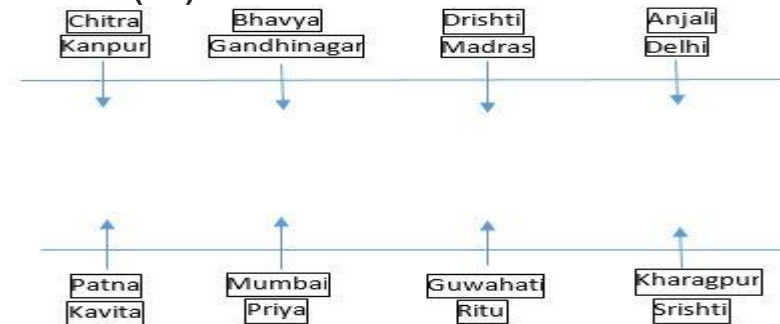 Chitra Bhavya Drishti Anjali
Kanpur Gandhinagar Madras Delhi
Patna Mumbai Guwahati Kharagpur
Kavita Priya Ritu Srishti